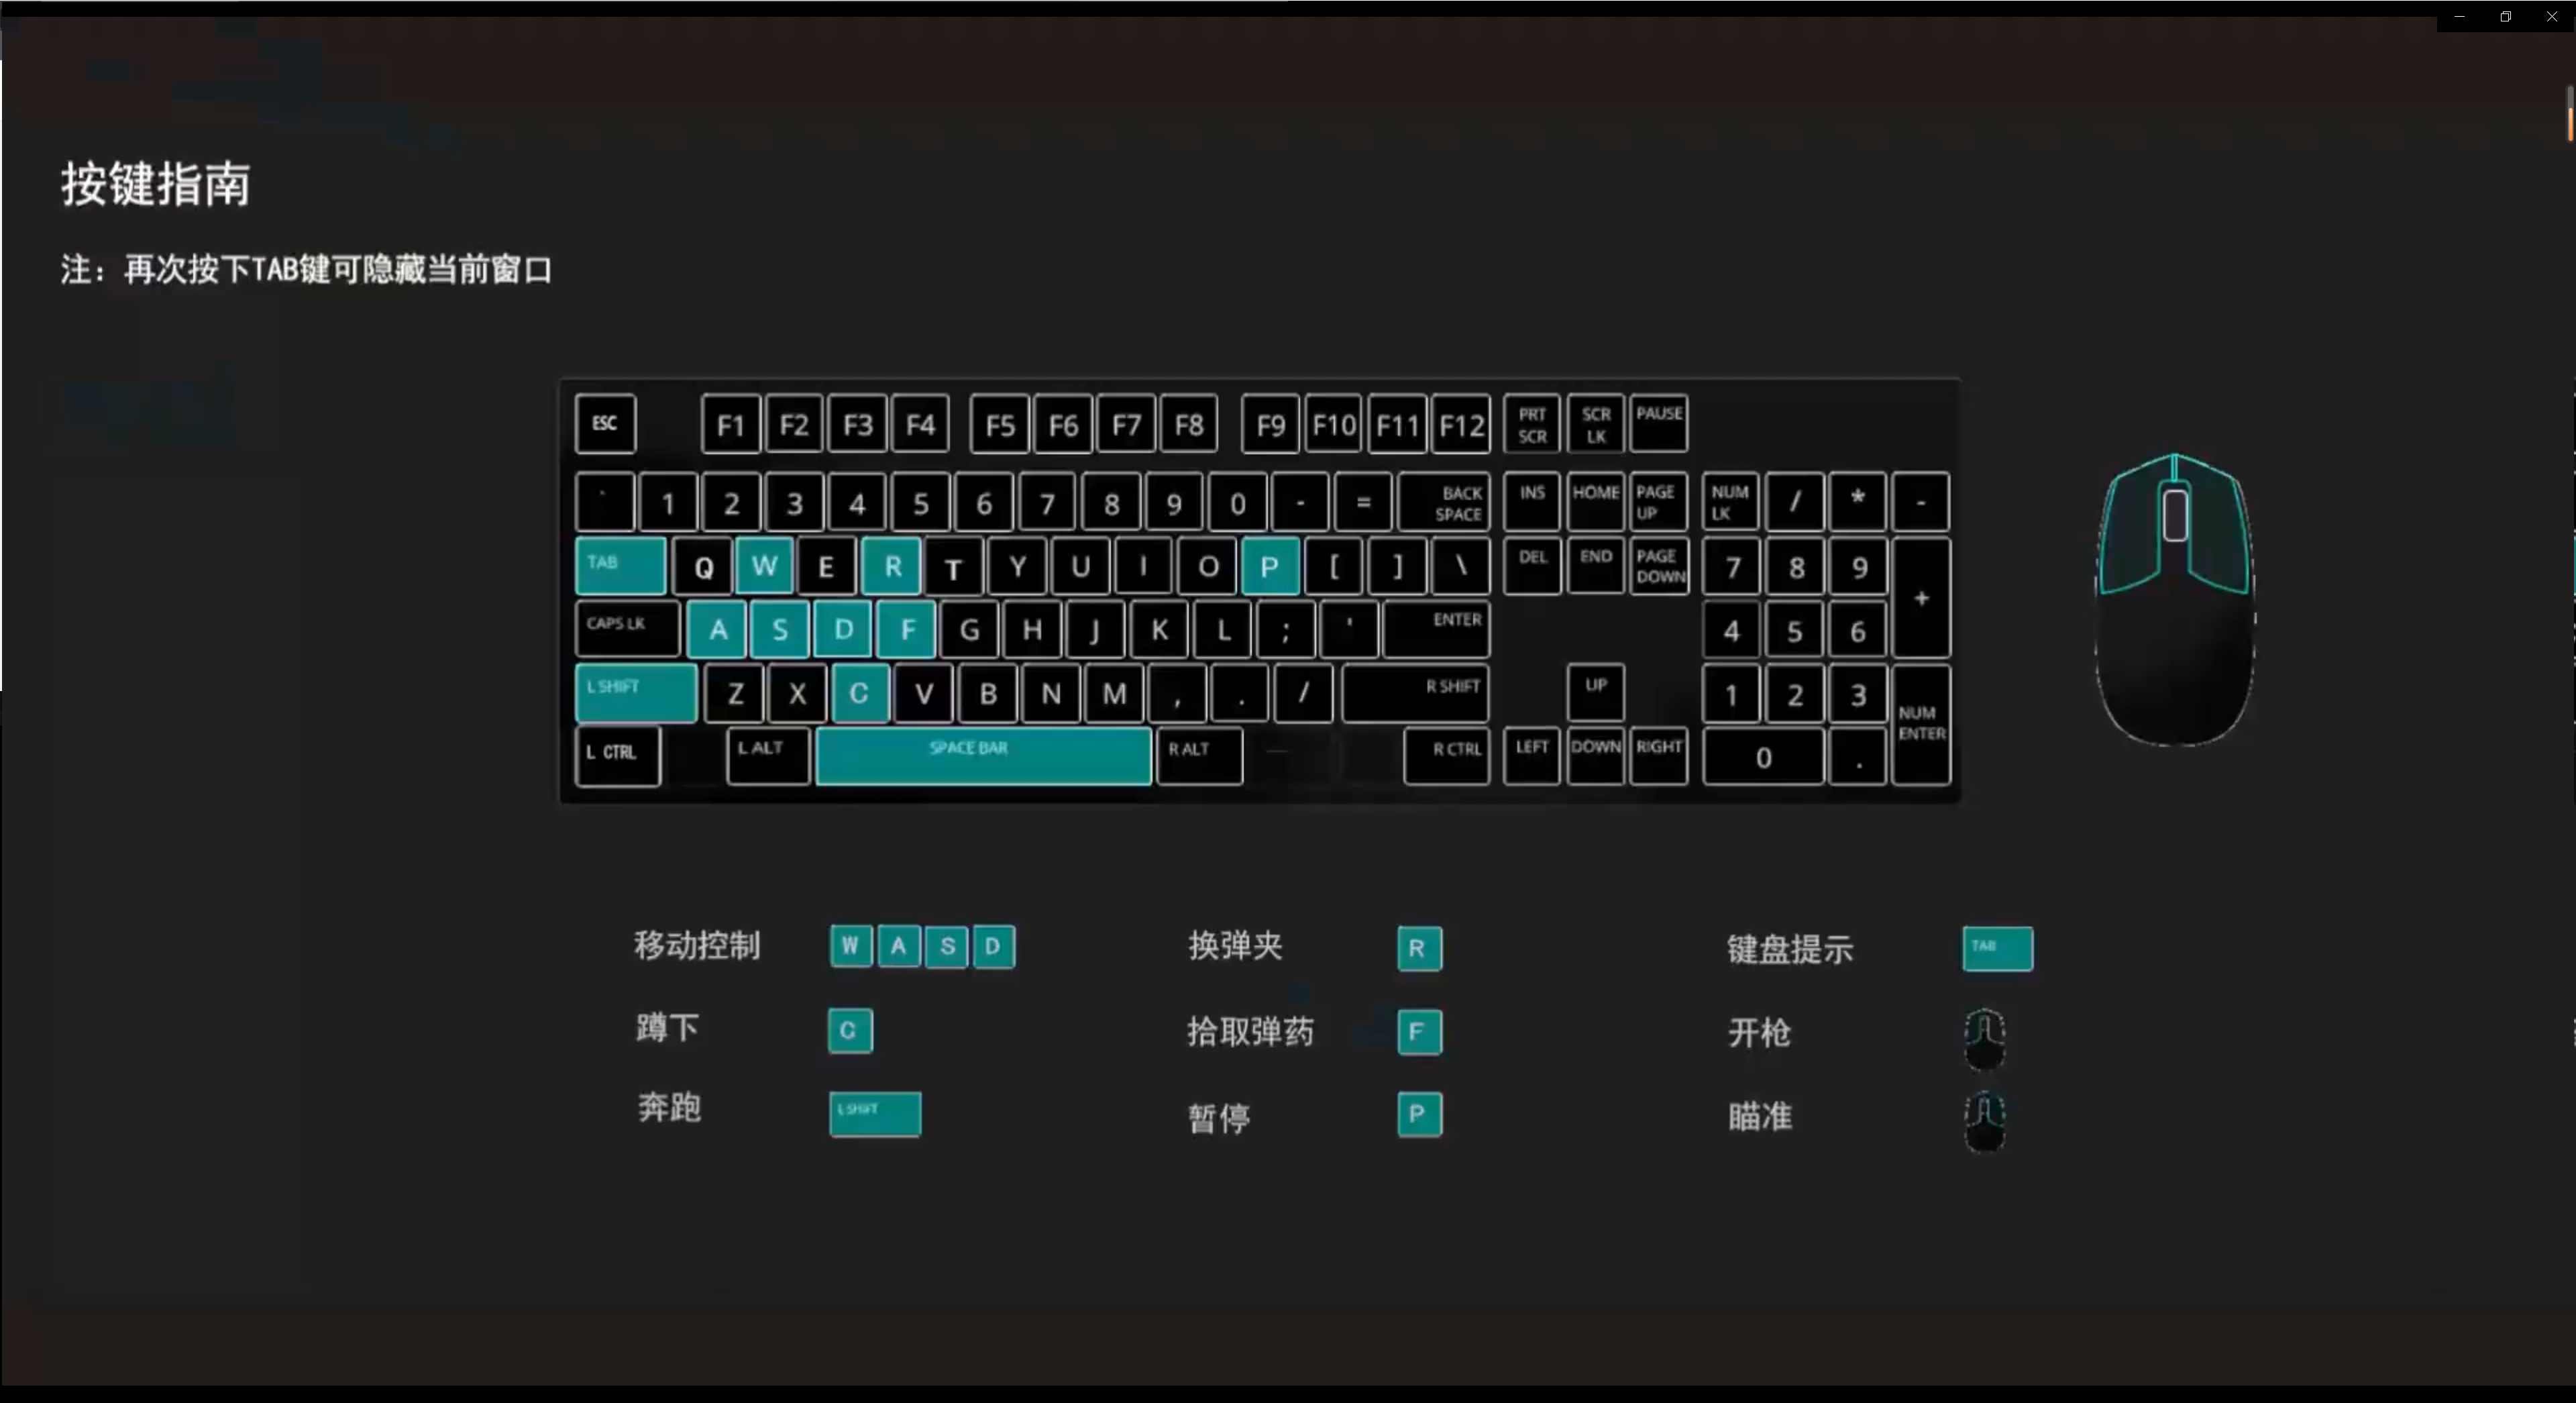 按键指南
注：再次按下TAB键可隐藏当前窗口
ESC F1 F2 F3 F4 F5 F6 F7 F8 F9 F10 F11 F12 PRT SCR SCR LK PAUSE
` 1 2 3 4 5 6 7 8 9 0 - = BACK SPACE INS HOME PAGE UP NUM LK / * -
TAB Q W E R T Y U I O P [ ] \ DEL END PAGE DOWN 7 8 9 +
CAPS LK A S D F G H J K L ; ' ENTER 4 5 6
L SHIFT Z X C V B N M , . / R SHIFT UP 1 2 3 NUM ENTER
L CTRL L ALT SPACE BAR R ALT R CTRL LEFT DOWN RIGHT 0 .
移动控制 W A S D 换弹夹 R 键盘提示 TAB
蹲下 C 拾取弹药 F 开枪
奔跑 L SHIFT 暂停 P 瞄准